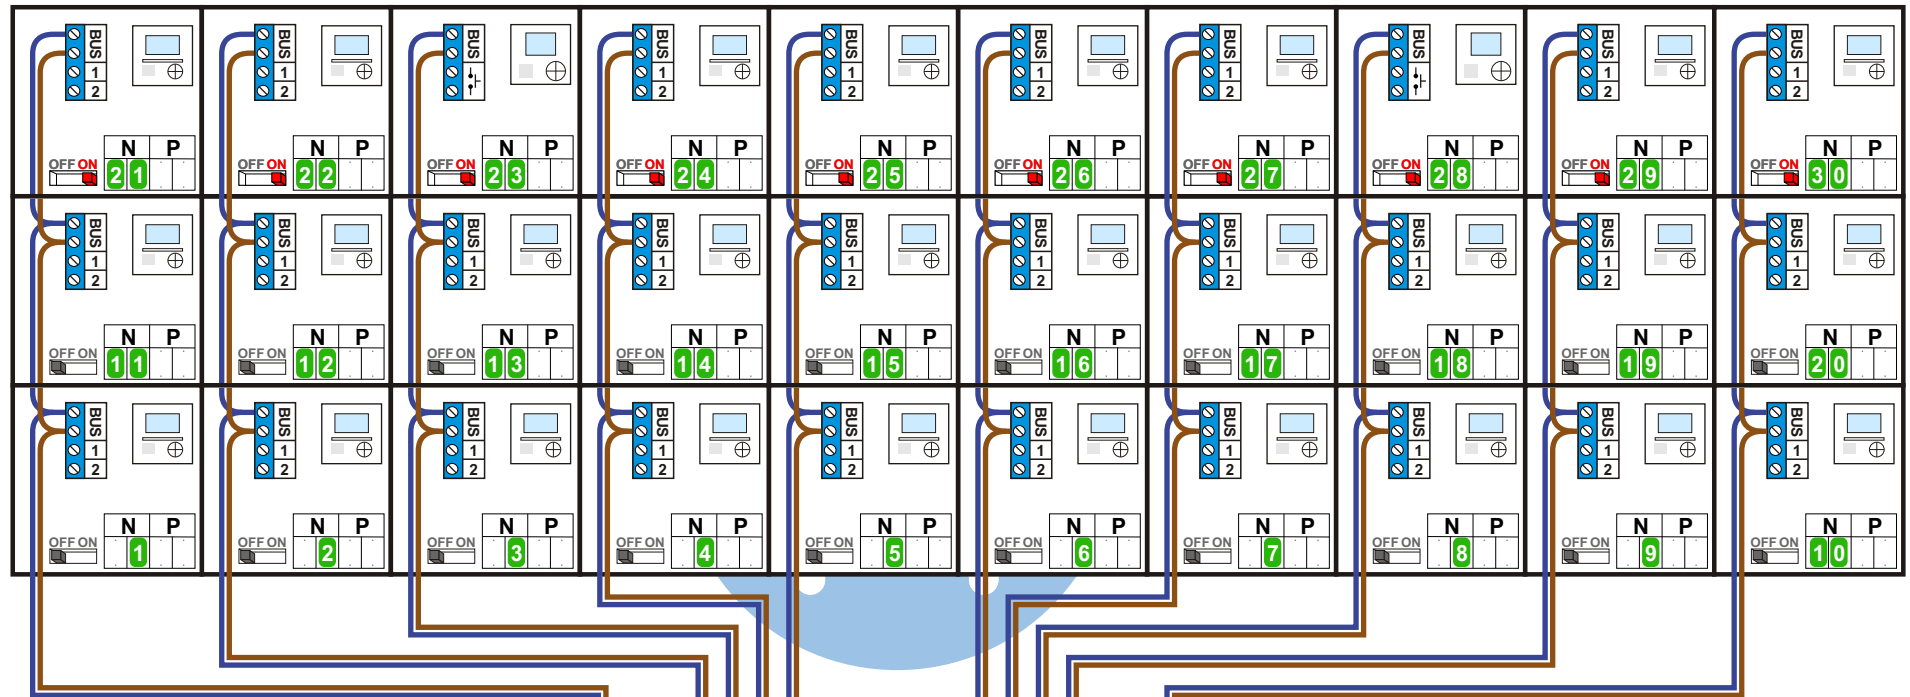 BUS BUS BUS BUS BUS BUS BUS BUS BUS BUS
1 1 1 1 1 1 1 1
2 2 2 2 2 2 2 2
N P N P N P N P N P N P N P N P N P N P
OFF ON 21 OFF ON 22 OFF ON 23 OFF ON 24 OFF ON 25 OFF ON 26 OFF ON 27 OFF ON 28 OFF ON 29 OFF ON 30
BUS BUS BUS BUS BUS BUS BUS BUS BUS BUS
1 1 1 1 1 1 1 1 1 1
2 2 2 2 2 2 2 2 2 2
N P N P N P N P N P N P N P N P N P N P
OFF ON 11 OFF ON 12 OFF ON 13 OFF ON 14 OFF ON 15 OFF ON 16 OFF ON 17 OFF ON 18 OFF ON 19 OFF ON 20
BUS BUS BUS BUS BUS BUS BUS BUS BUS BUS
1 1 1 1 1 1 1 1 1 1
2 2 2 2 2 2 2 2 2 2
N P N P N P N P N P N P N P N P N P N P
OFF ON 1 OFF ON 2 OFF ON 3 OFF ON 4 OFF ON 5 OFF ON 6 OFF ON 7 OFF ON 8 OFF ON 9 OFF ON 10